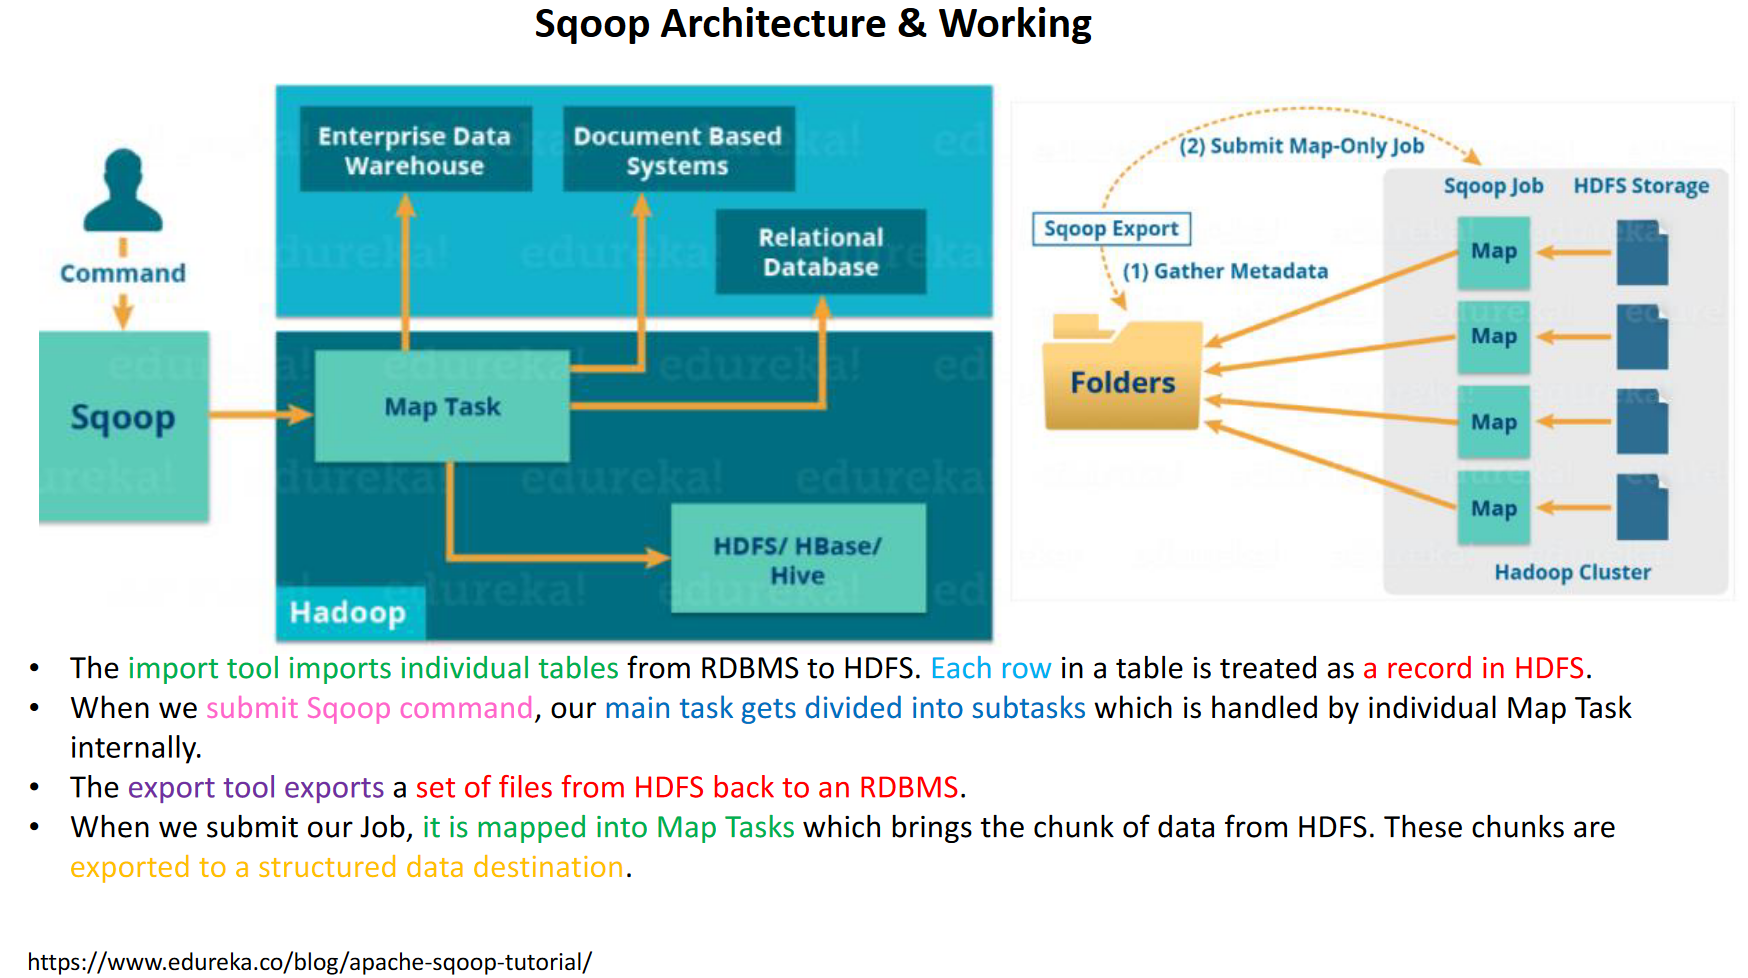 Sqoop Architecture & Working
Command
Sqoop
Enterprise Data
Warehouse
Document Based
Systems
Relational
Database
Map Task
HDFS/ HBase/
Hive
Hadoop
(2) Submit Map-Only Job
Sqoop Export
(1) Gather Metadata
Folders
Sqoop Job
HDFS Storage
Map
Map
Map
Map
Hadoop Cluster
• The import tool imports individual tables from RDBMS to HDFS. Each row in a table is treated as a record in HDFS.
• When we submit Sqoop command, our main task gets divided into subtasks which is handled by individual Map Task
internally.
• The export tool exports a set of files from HDFS back to an RDBMS.
• When we submit our Job, it is mapped into Map Tasks which brings the chunk of data from HDFS. These chunks are
exported to a structured data destination.
https://www.edureka.co/blog/apache-sqoop-tutorial/